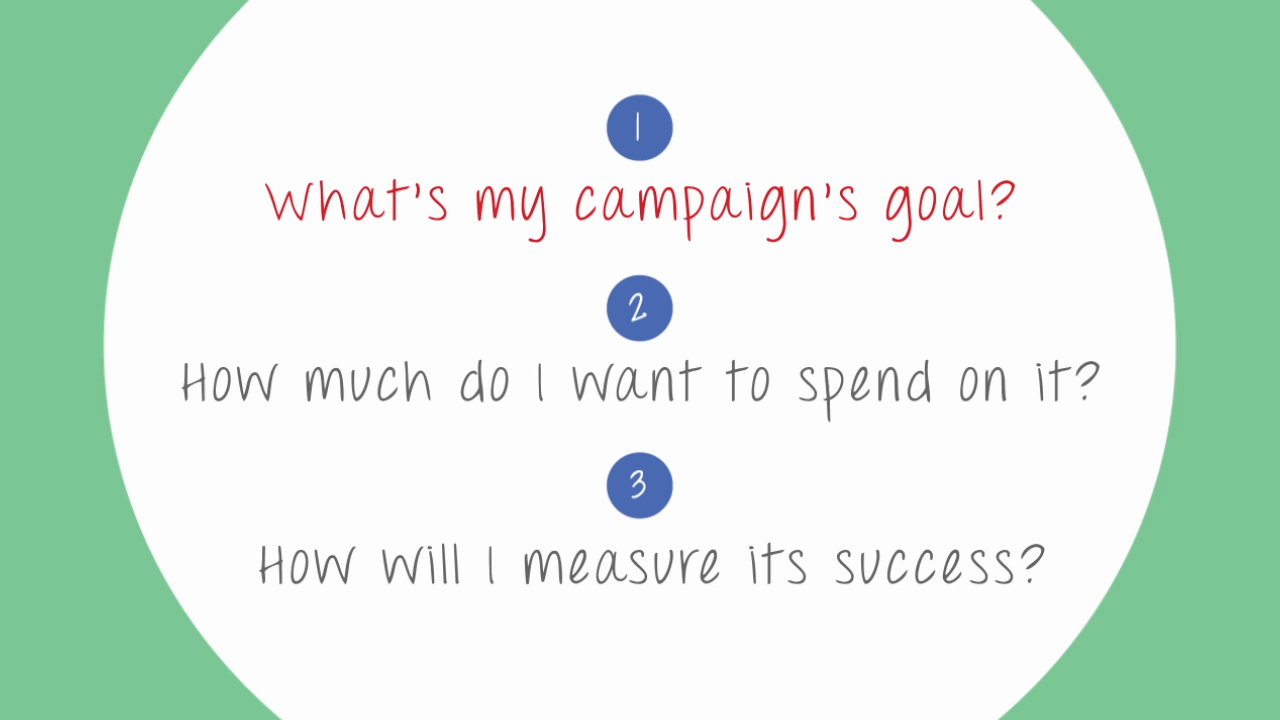 1
What's my campaign's goal?
2
How much do I want to spend on it?
3
How will I measure its success?